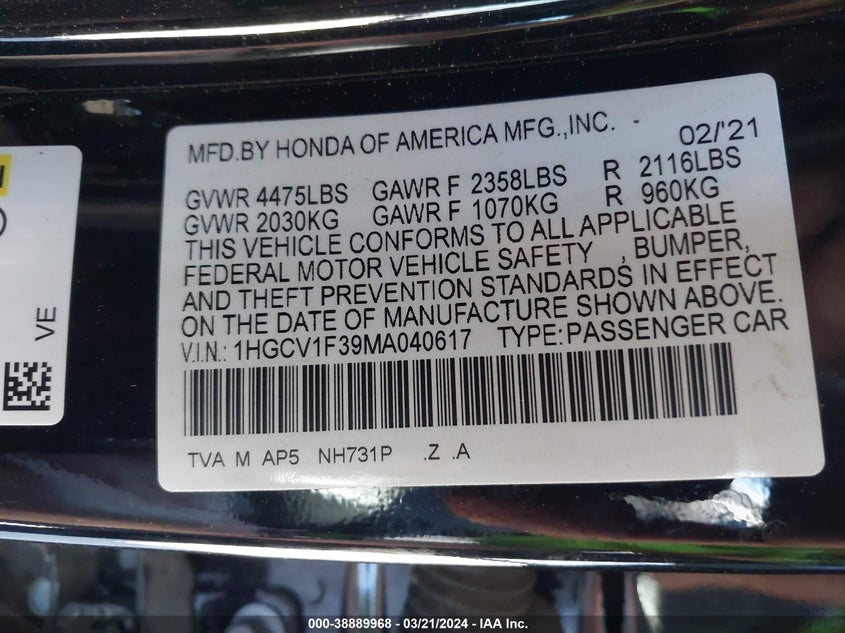 MFD.BY HONDA OF AMERICA MFG.,INC. 02/'21
GVWR 4475LBS GAWR F 2358LBS R 2116LBS
GVWR 2030KG GAWR F 1070KG R 960KG
THIS VEHICLE CONFORMS TO ALL APPLICABLE
FEDERAL MOTOR VEHICLE SAFETY , BUMPER,
AND THEFT PREVENTION STANDARDS IN EFFECT
ON THE DATE OF MANUFACTURE SHOWN ABOVE.
V.I.N.: 1HGCV1F39MA040617 TYPE:PASSENGER CAR
TVA M AP5 NH731P .Z .A
VE
000-38889968 - 03/21/2024 - IAA Inc.